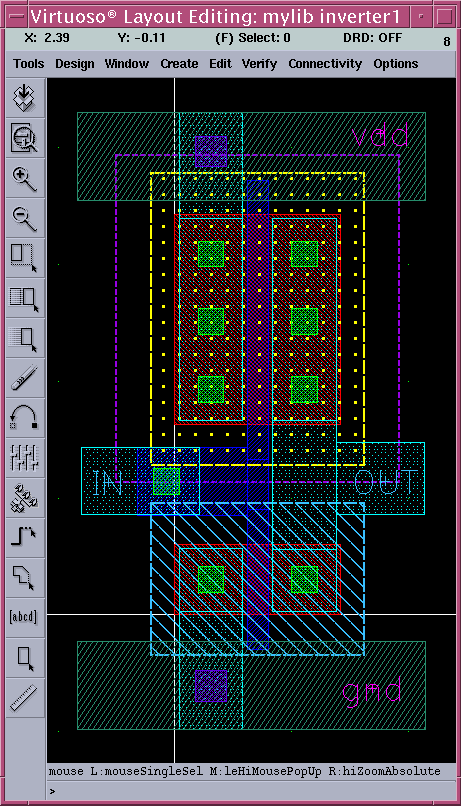 Virtuoso® Layout Editing: mylib inverter1
X: 2.39 Y: -0.11 (F) Select: 0 DRD: OFF 8
Tools Design Window Create Edit Verify Connectivity Options
vdd
IN OUT
[abcd]
gnd
mouse L:mouseSingleSel M:leHiMousePopUp R:hiZoomAbsolute
>